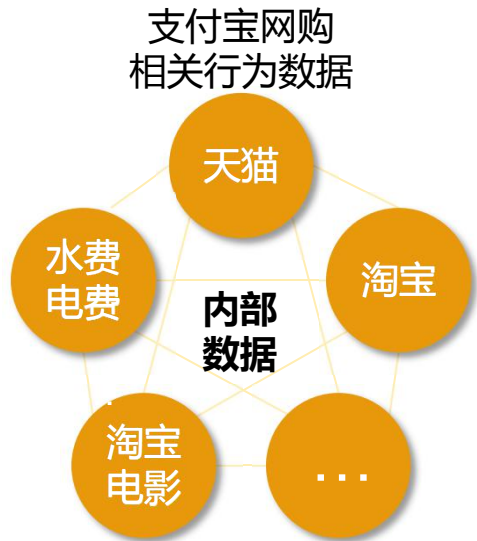 支付宝网购
相关行为数据
天猫
水费
电费
淘宝
内部
数据
淘宝
电影
...